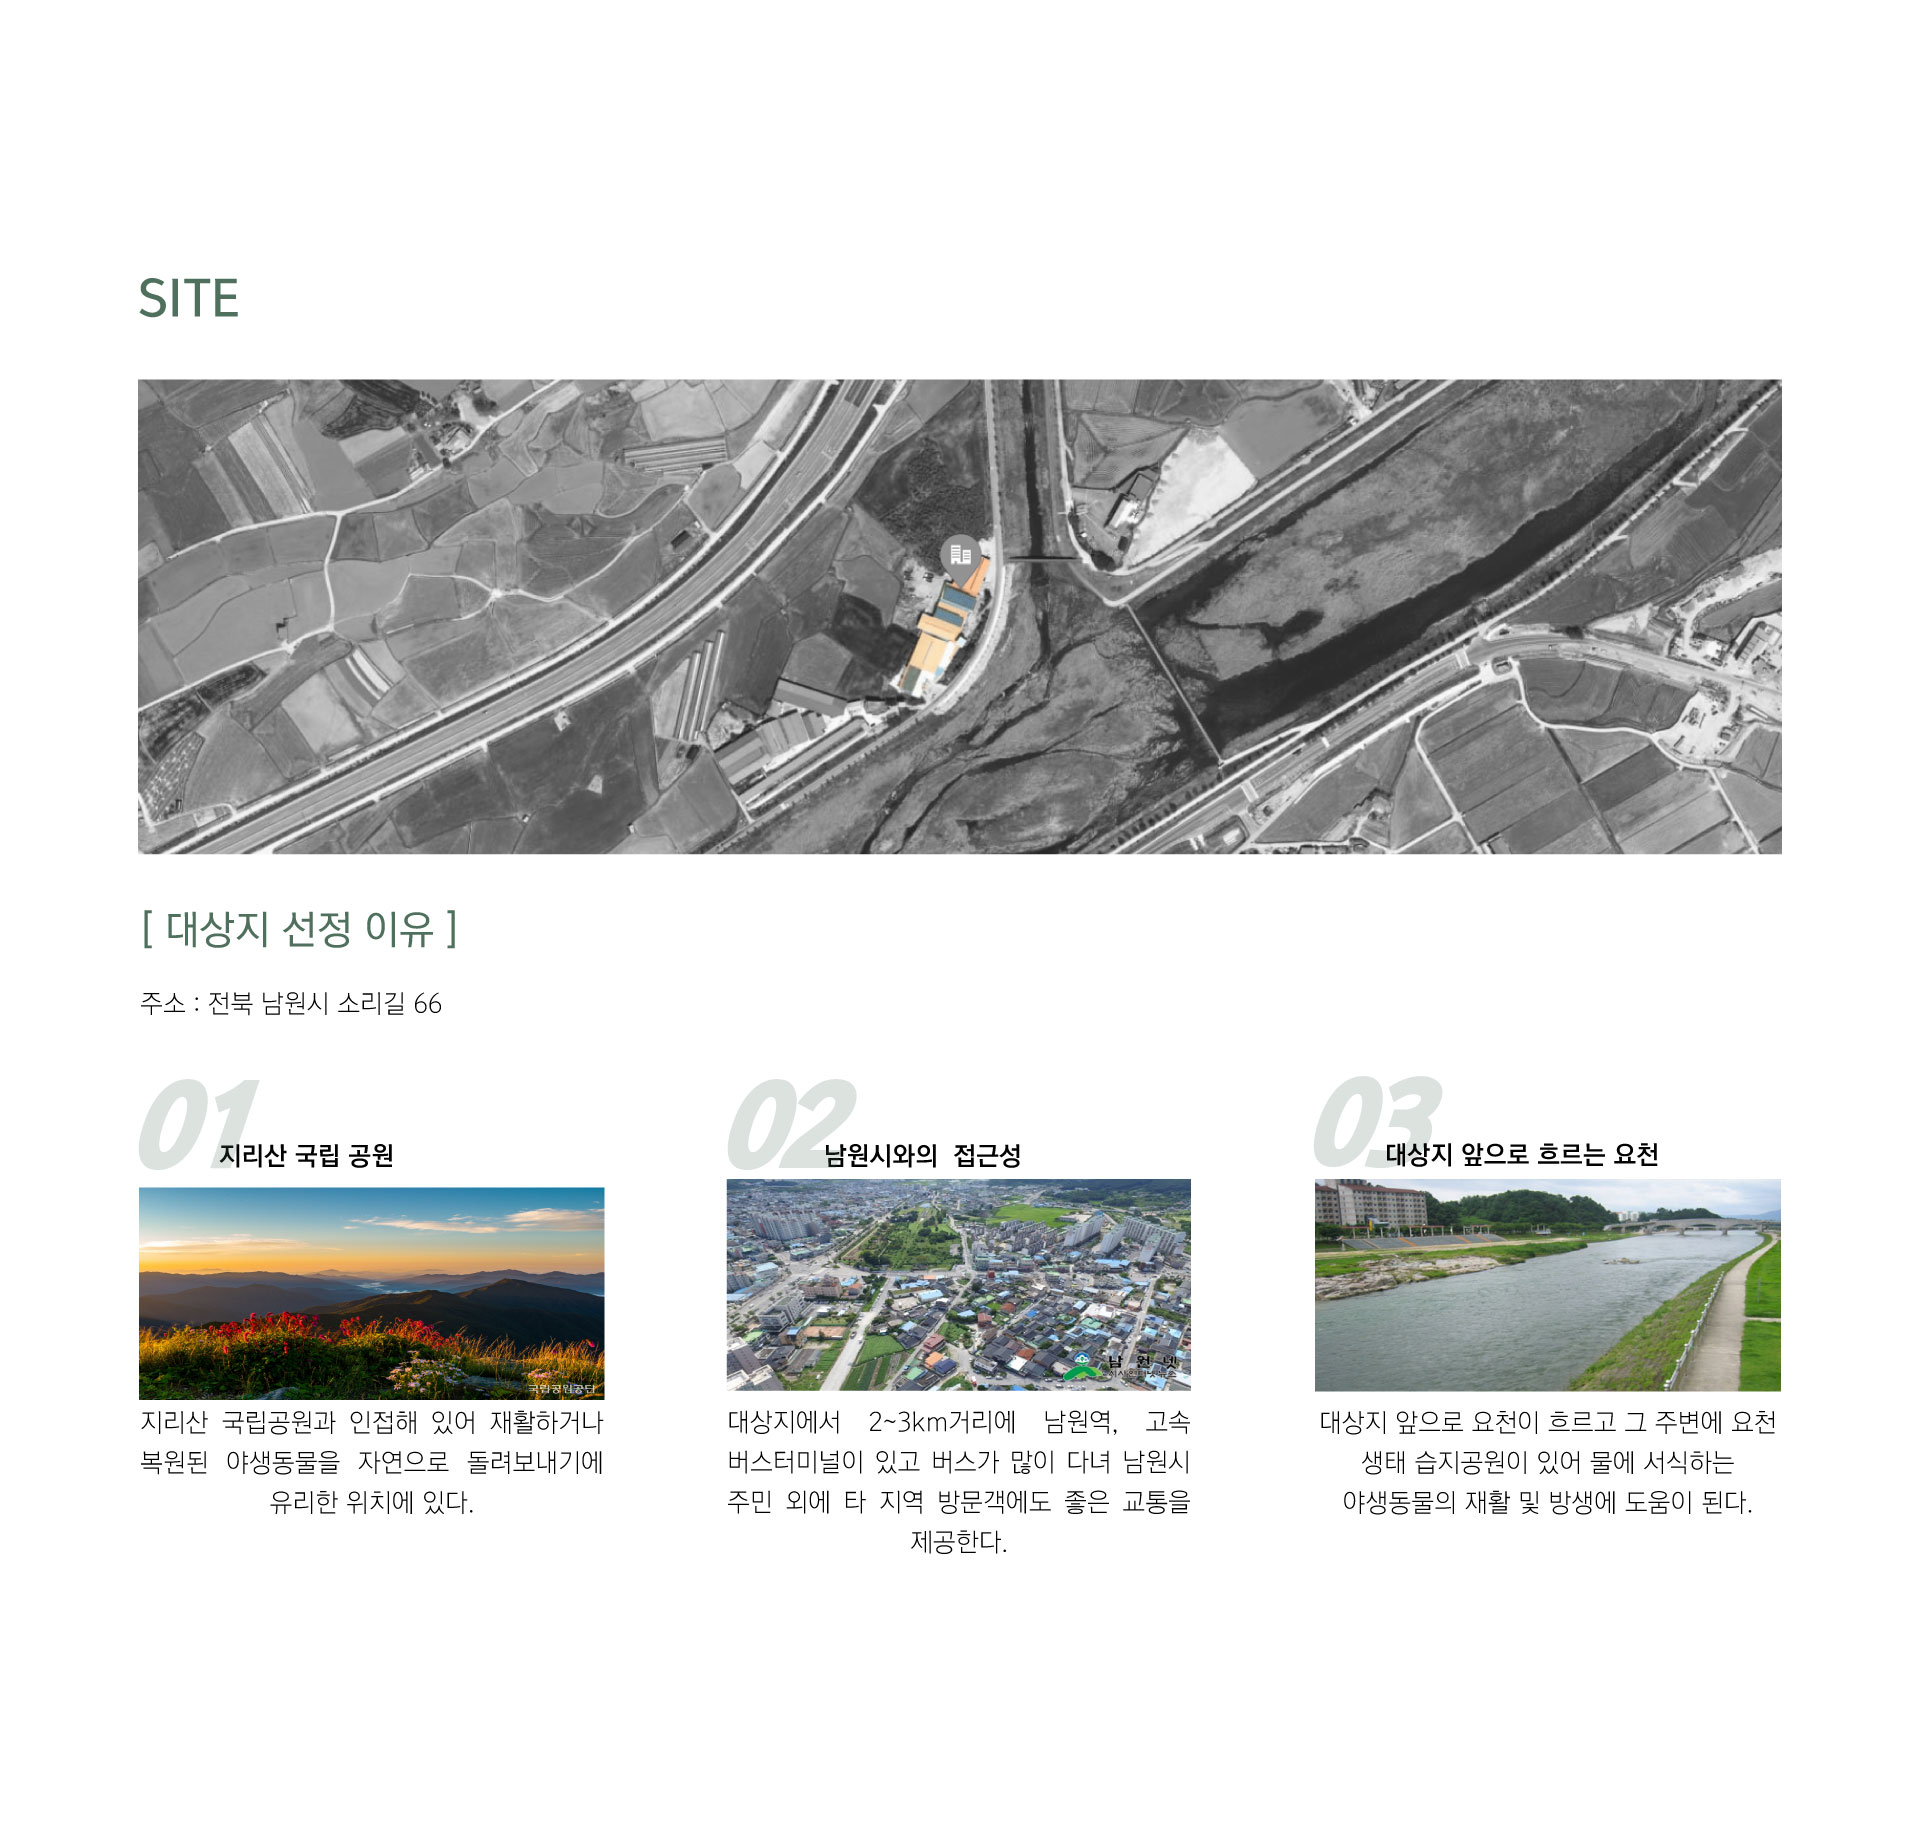 SITE
[ 대상지 선정 이유 ]
주소 : 전북 남원시 소리길 66
01
지리산 국립 공원
국립공원공단
지리산 국립공원과 인접해 있어 재활하거나
복원된 야생동물을 자연으로 돌려보내기에
유리한 위치에 있다.
02
남원시와의 접근성
남원넷
대상지에서 2~3km거리에 남원역, 고속
버스터미널이 있고 버스가 많이 다녀 남원시
주민 외에 타 지역 방문객에도 좋은 교통을
제공한다.
03
대상지 앞으로 흐르는 요천
대상지 앞으로 요천이 흐르고 그 주변에 요천
생태 습지공원이 있어 물에 서식하는
야생동물의 재활 및 방생에 도움이 된다.